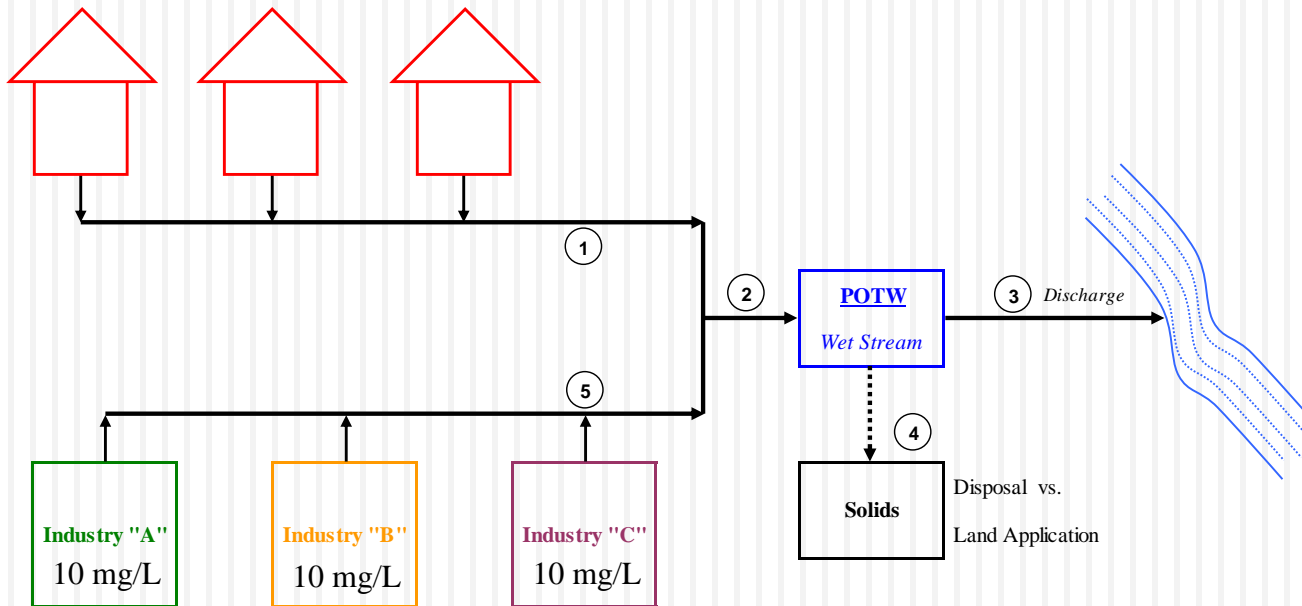 1
2
POTW
Wet Stream
3
Discharge
5
4
Industry "A"
10 mg/L
Industry "B"
10 mg/L
Industry "C"
10 mg/L
Solids
Disposal vs.
Land Application